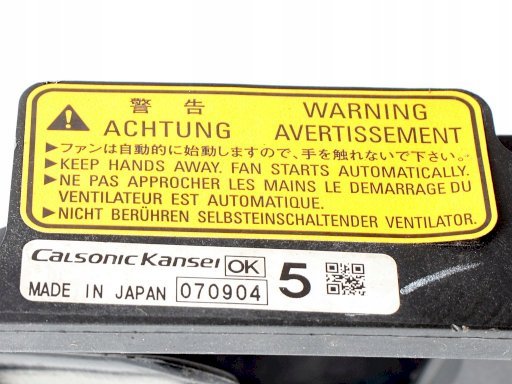 警告 WARNING
ACHTUNG AVERTISSEMENT
▶ファンは自動的に始動しますので、手を触れないで下さい。
▶KEEP HANDS AWAY. FAN STARTS AUTOMATICALLY.
▶NE PAS APPROCHER LES MAINS LE DEMARRAGE DU
VENTILATEUR EST AUTOMATIQUE.
▶NICHT BERÜHREN SELBSTEINSCHALTENDER VENTILATOR.
CALSONIC KANSEI OK 5
MADE IN JAPAN 070904